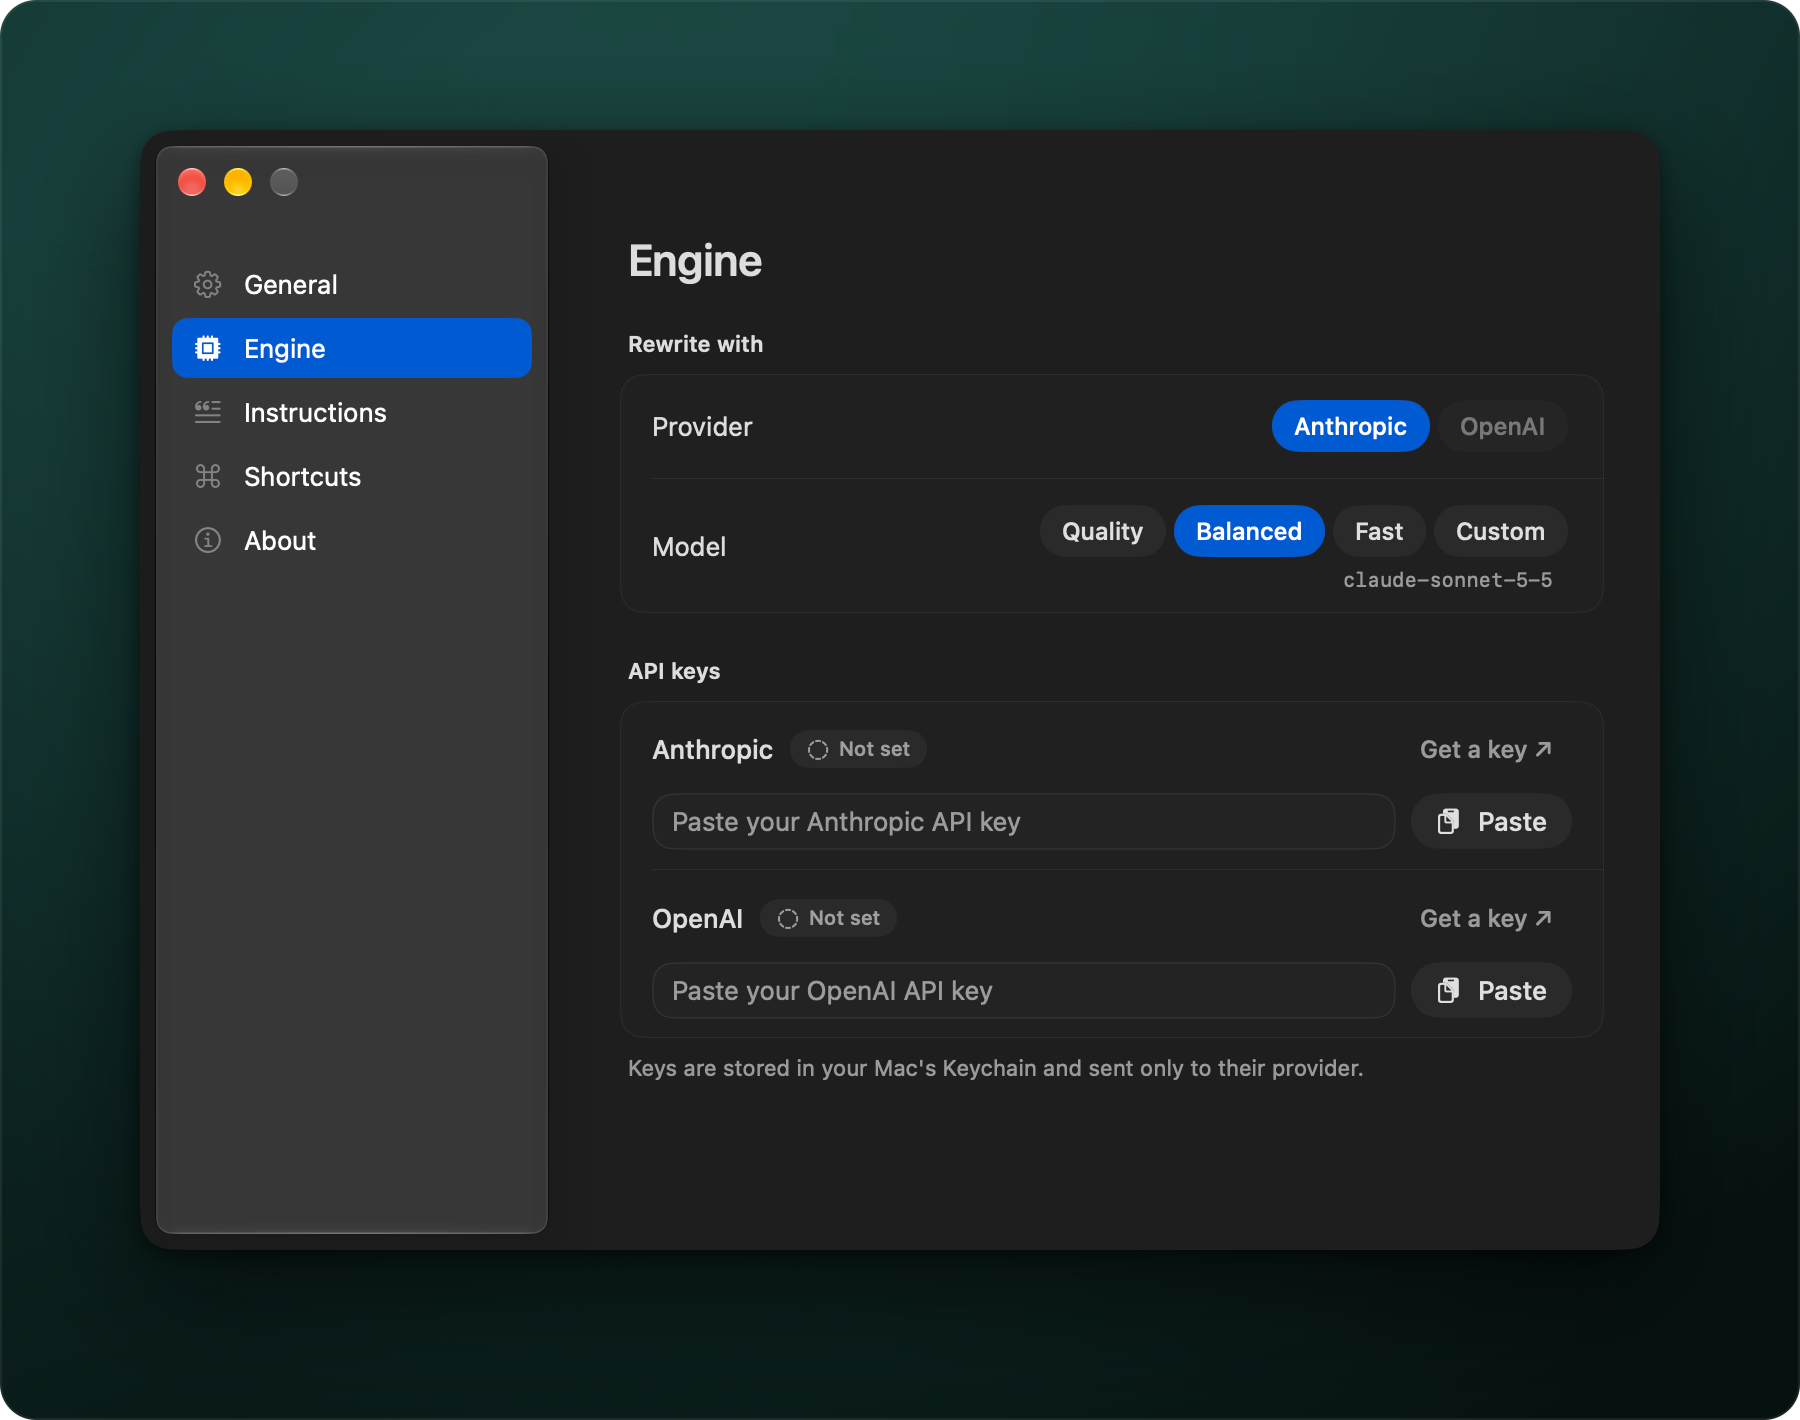 General
Engine
Instructions
Shortcuts
About
Engine
Rewrite with
Provider
Anthropic
OpenAI
Model
Quality
Balanced
Fast
Custom
claude-sonnet-5-5
API keys
Anthropic
Not set
Get a key ↗
Paste your Anthropic API key
Paste
OpenAI
Not set
Get a key ↗
Paste your OpenAI API key
Paste
Keys are stored in your Mac's Keychain and sent only to their provider.